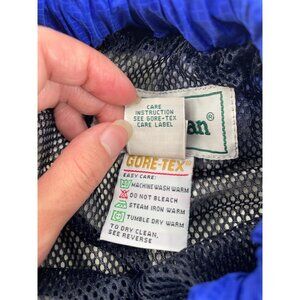 CARE
INSTRUCTION
SEE GORE-TEX
CARE LABEL
an®
GORE-TEX®
EASY CARE:
MACHINE WASH WARM
DO NOT BLEACH
STEAM IRON WARM
TUMBLE DRY WARM
TO DRY CLEAN,
SEE REVERSE